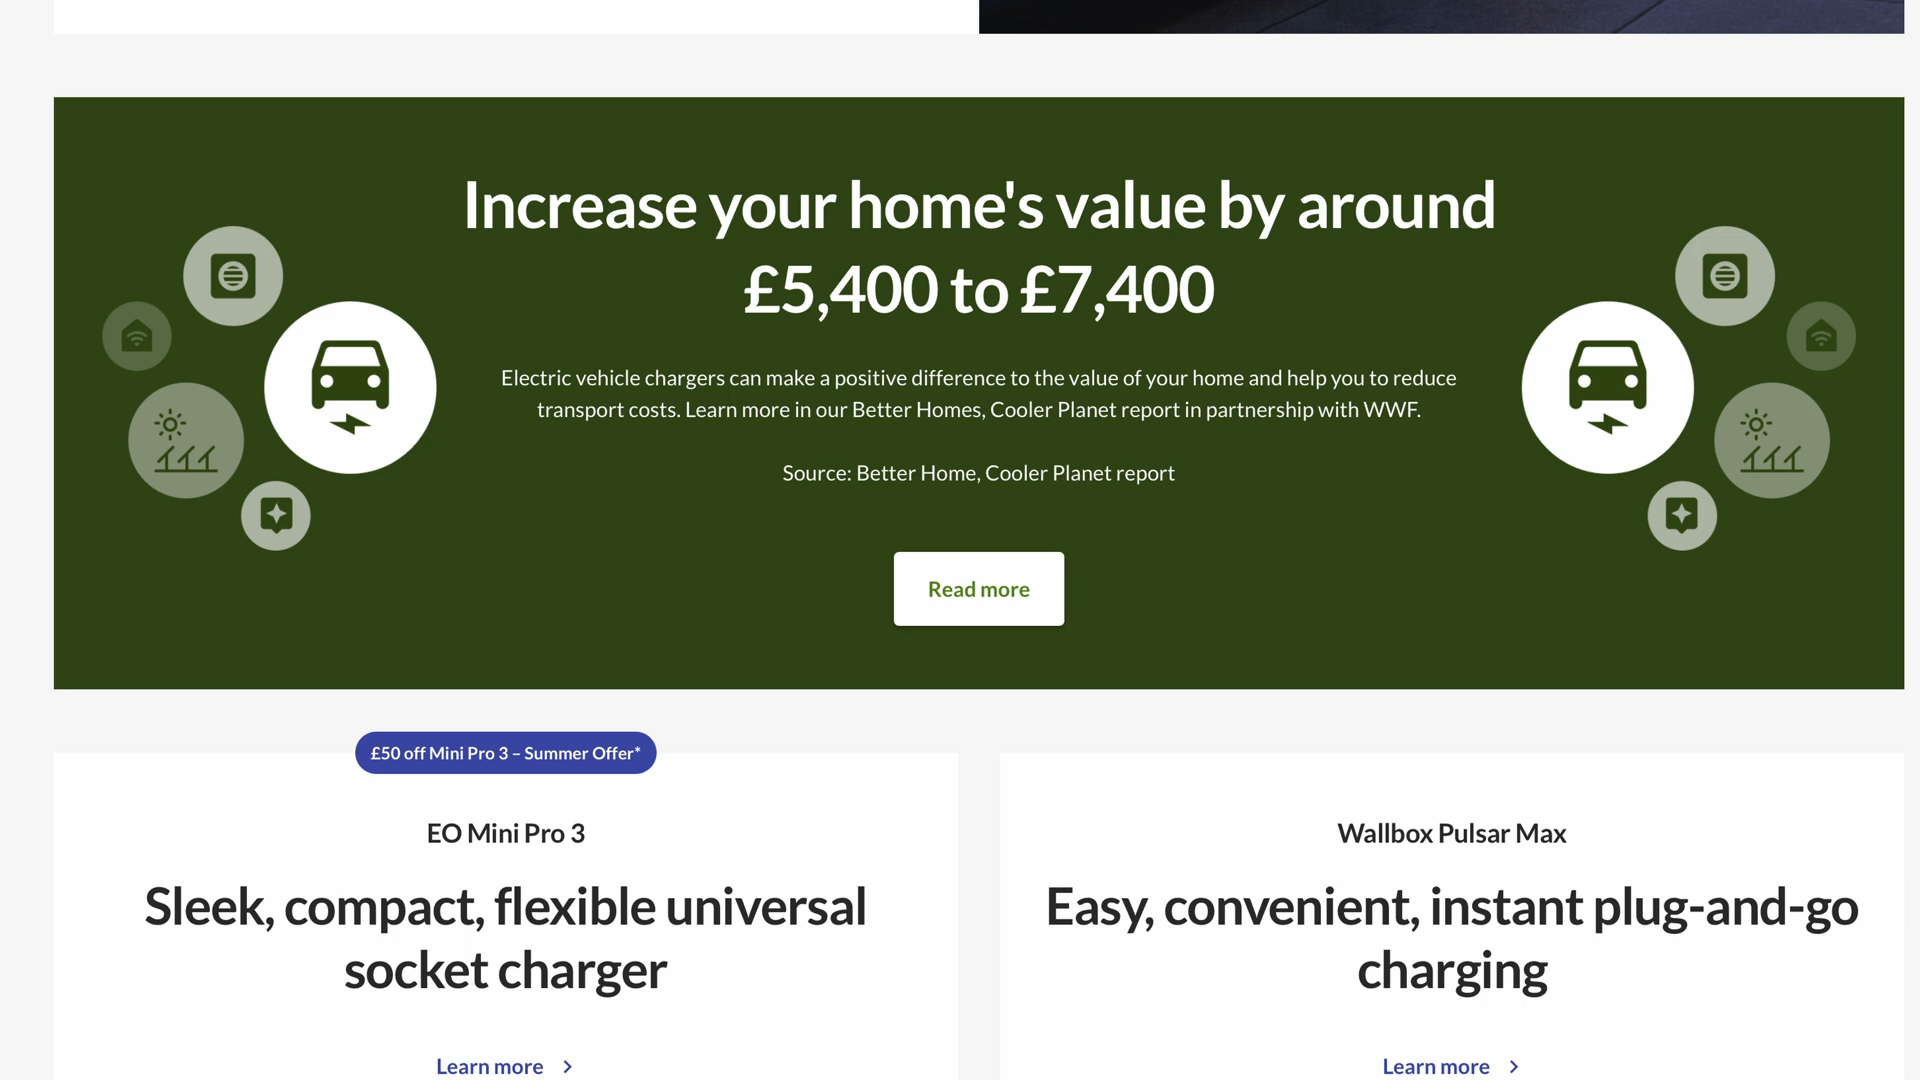 Increase your home's value by around
£5,400 to £7,400
Electric vehicle chargers can make a positive difference to the value of your home and help you to reduce
transport costs. Learn more in our Better Homes, Cooler Planet report in partnership with WWF.
Source: Better Home, Cooler Planet report
Read more
£50 off Mini Pro 3 – Summer Offer*
EO Mini Pro 3
Sleek, compact, flexible universal
socket charger
Learn more
Wallbox Pulsar Max
Easy, convenient, instant plug-and-go
charging
Learn more